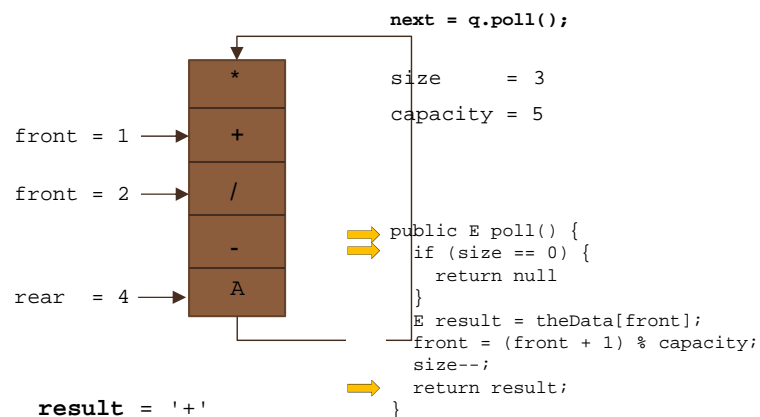 next = q.poll();
*
size = 3
capacity = 5
front = 1
+
front = 2
/
-
public E poll() {
if (size == 0) {
return null
}
rear = 4
A
E result = theData[front];
front = (front + 1) % capacity;
size--;
return result;
}
result = '+'